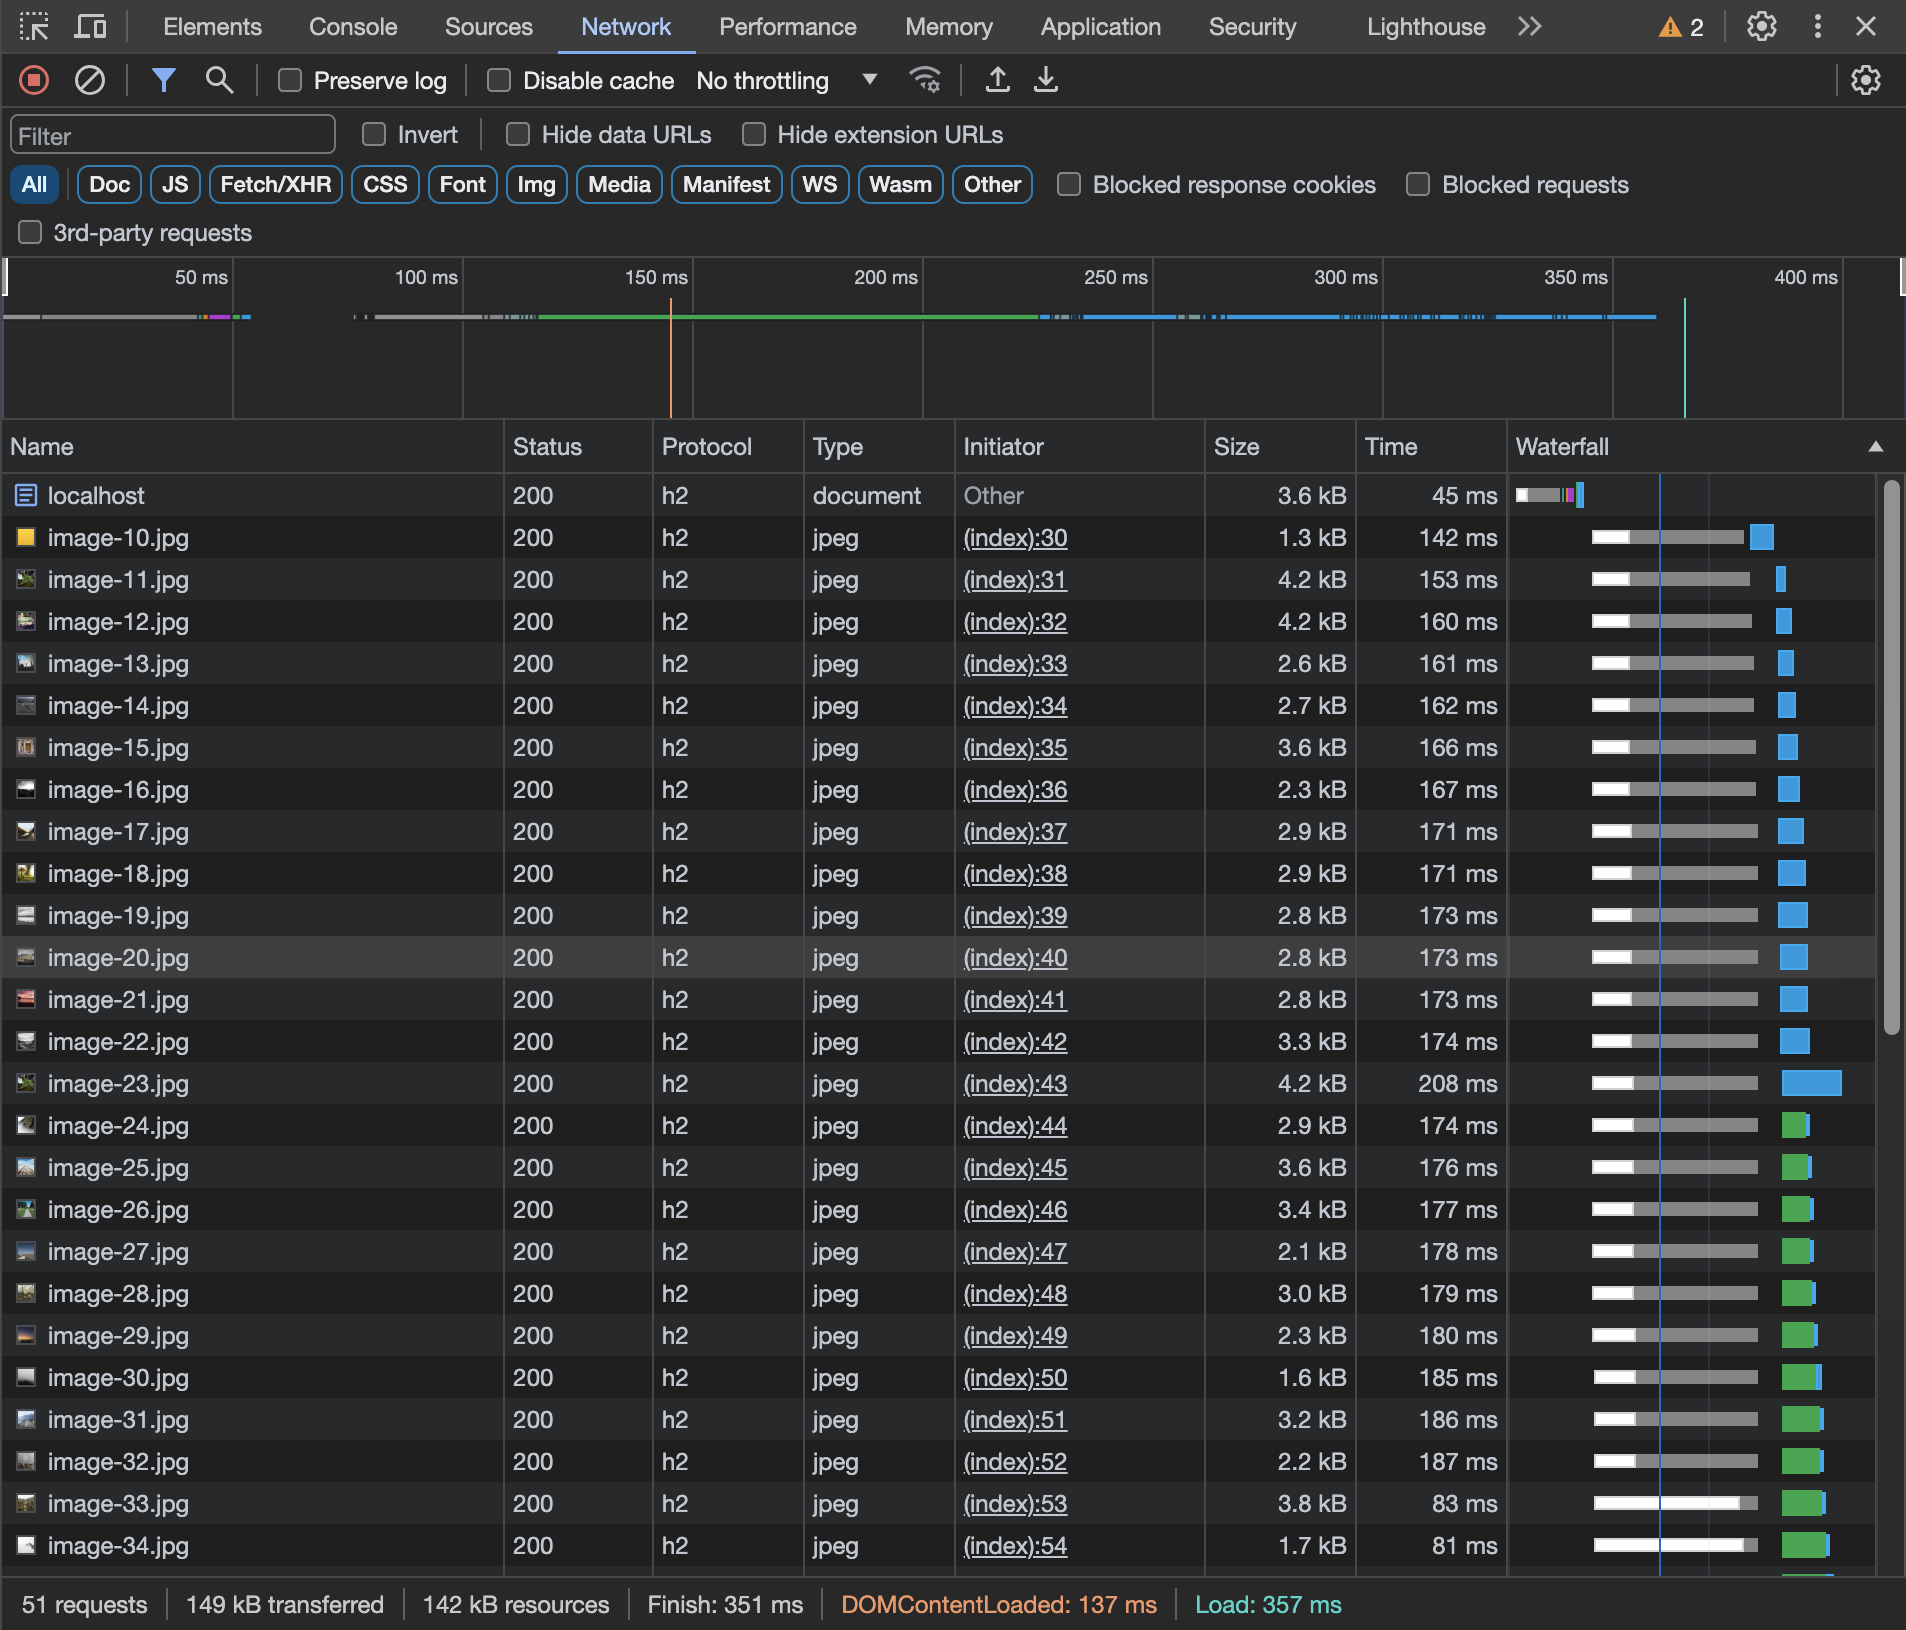 Elements Console Sources Network Performance Memory Application Security Lighthouse 2
Preserve log Disable cache No throttling
Filter Invert Hide data URLs Hide extension URLs
All Doc JS Fetch/XHR CSS Font Img Media Manifest WS Wasm Other Blocked response cookies Blocked requests
3rd-party requests
50 ms 100 ms 150 ms 200 ms 250 ms 300 ms 350 ms 400 ms
Name Status Protocol Type Initiator Size Time Waterfall
localhost 200 h2 document Other 3.6 kB 45 ms
image-10.jpg 200 h2 jpeg (index):30 1.3 kB 142 ms
image-11.jpg 200 h2 jpeg (index):31 4.2 kB 153 ms
image-12.jpg 200 h2 jpeg (index):32 4.2 kB 160 ms
image-13.jpg 200 h2 jpeg (index):33 2.6 kB 161 ms
image-14.jpg 200 h2 jpeg (index):34 2.7 kB 162 ms
image-15.jpg 200 h2 jpeg (index):35 3.6 kB 166 ms
image-16.jpg 200 h2 jpeg (index):36 2.3 kB 167 ms
image-17.jpg 200 h2 jpeg (index):37 2.9 kB 171 ms
image-18.jpg 200 h2 jpeg (index):38 2.9 kB 171 ms
image-19.jpg 200 h2 jpeg (index):39 2.8 kB 173 ms
image-20.jpg 200 h2 jpeg (index):40 2.8 kB 173 ms
image-21.jpg 200 h2 jpeg (index):41 2.8 kB 173 ms
image-22.jpg 200 h2 jpeg (index):42 3.3 kB 174 ms
image-23.jpg 200 h2 jpeg (index):43 4.2 kB 208 ms
image-24.jpg 200 h2 jpeg (index):44 2.9 kB 174 ms
image-25.jpg 200 h2 jpeg (index):45 3.6 kB 176 ms
image-26.jpg 200 h2 jpeg (index):46 3.4 kB 177 ms
image-27.jpg 200 h2 jpeg (index):47 2.1 kB 178 ms
image-28.jpg 200 h2 jpeg (index):48 3.0 kB 179 ms
image-29.jpg 200 h2 jpeg (index):49 2.3 kB 180 ms
image-30.jpg 200 h2 jpeg (index):50 1.6 kB 185 ms
image-31.jpg 200 h2 jpeg (index):51 3.2 kB 186 ms
image-32.jpg 200 h2 jpeg (index):52 2.2 kB 187 ms
image-33.jpg 200 h2 jpeg (index):53 3.8 kB 83 ms
image-34.jpg 200 h2 jpeg (index):54 1.7 kB 81 ms
51 requests 149 kB transferred 142 kB resources Finish: 351 ms DOMContentLoaded: 137 ms Load: 357 ms